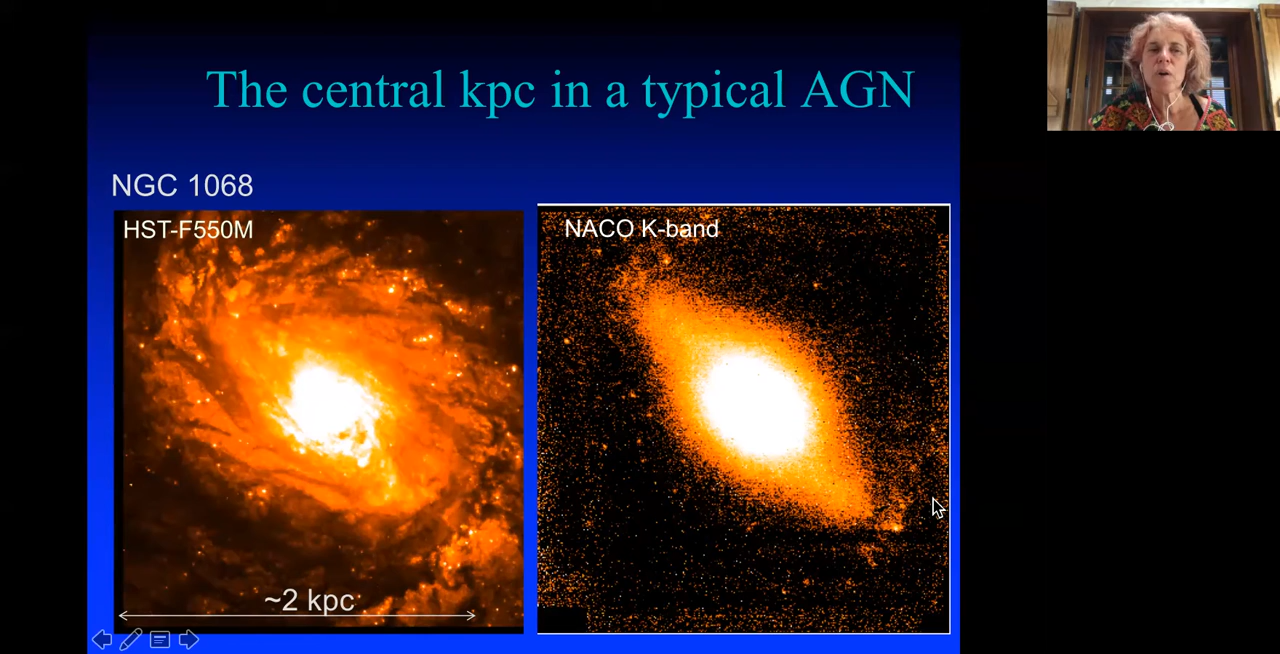 The central kpc in a typical AGN
NGC 1068
HST-F550M
NACO K-band
~2 kpc